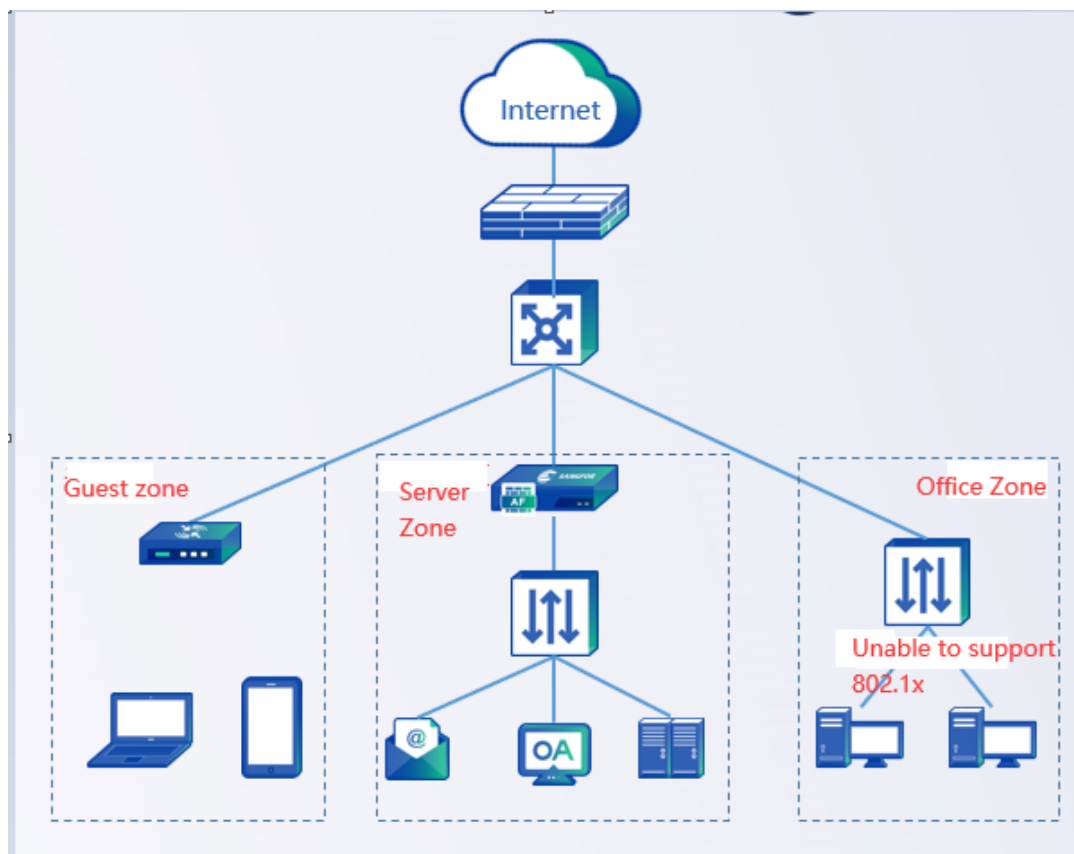 Internet
Guest zone
Server
Zone
SANGFOR
AF
Office Zone
Unable to support
802.1x
@
OA